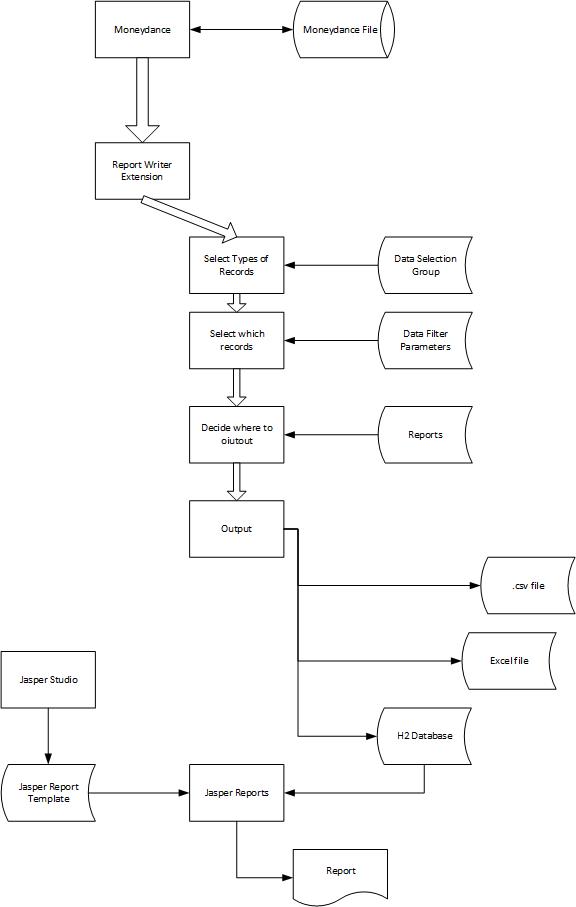 Moneydance
Moneydance File
Report Writer
Extension
Select Types of
Records
Data Selection
Group
Select which
records
Data Filter
Parameters
Decide where to
oiutout
Reports
Output
.csv file
Excel file
Jasper Studio
H2 Database
Jasper Report
Template
Jasper Reports
Report